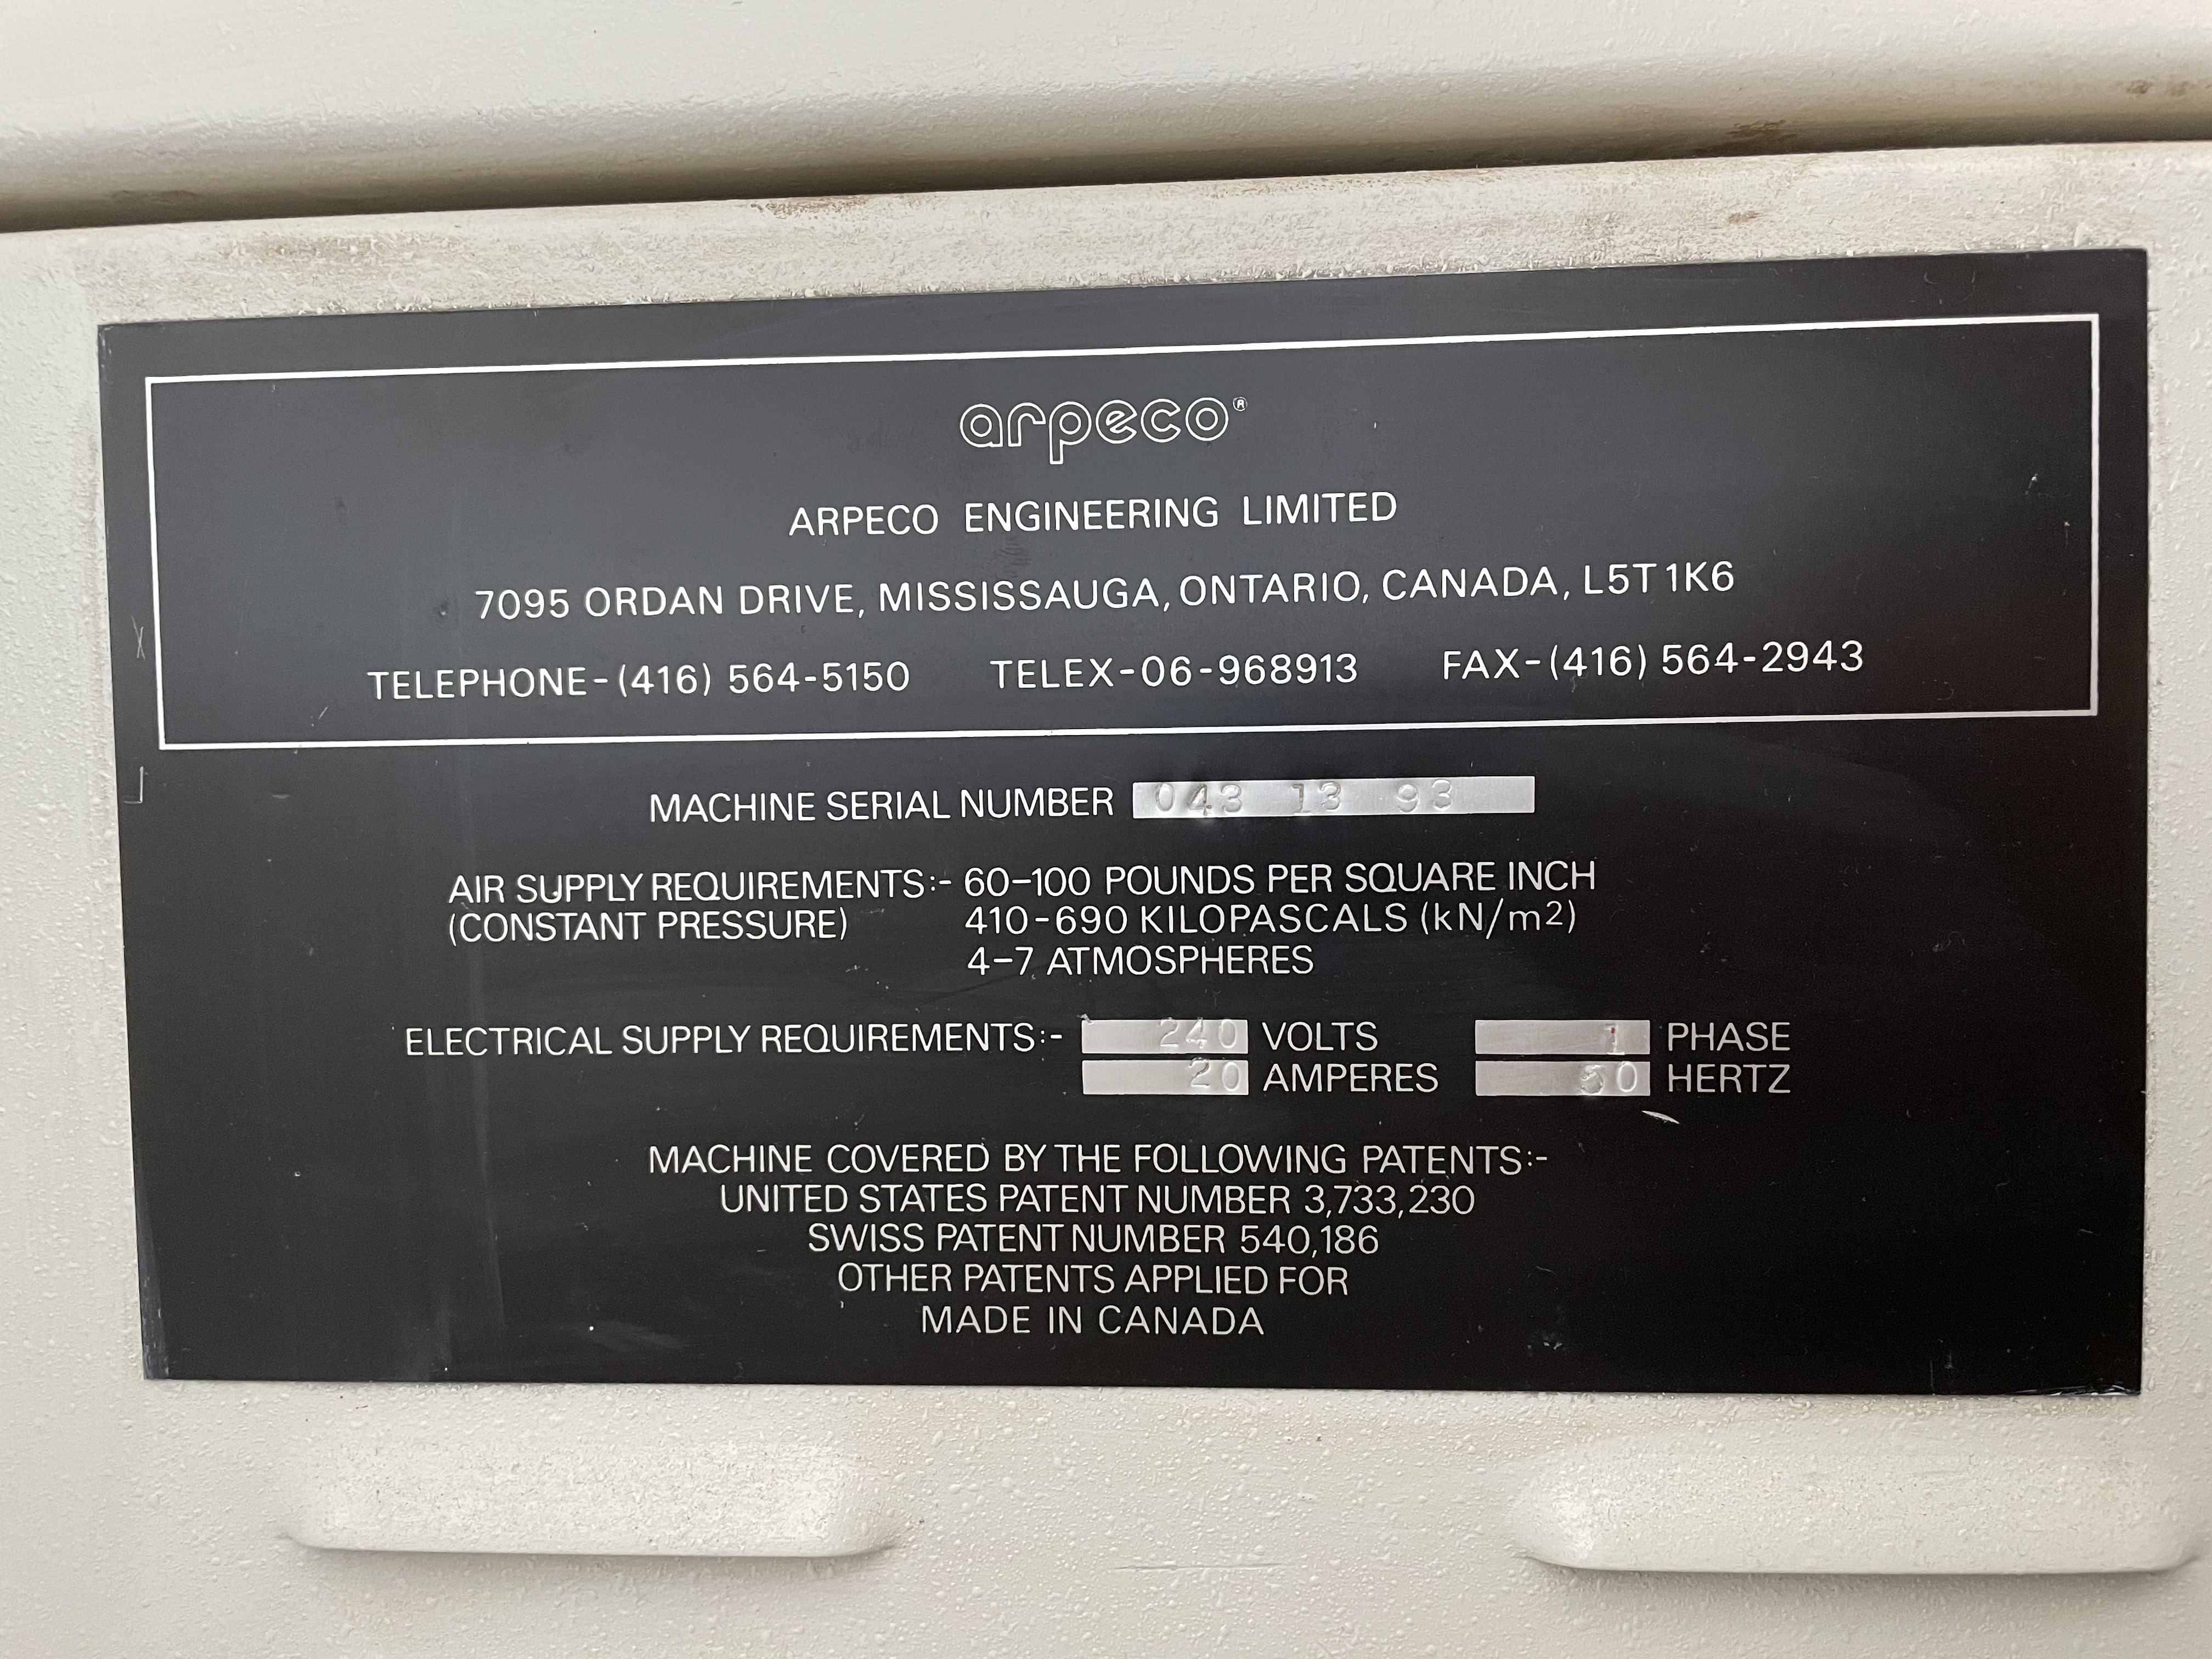 arpeco®
ARPECO ENGINEERING LIMITED
7095 ORDAN DRIVE, MISSISSAUGA, ONTARIO, CANADA, L5T 1K6
TELEPHONE-(416) 564-5150 TELEX-06-968913 FAX-(416) 564-2943
MACHINE SERIAL NUMBER 043 13 93
AIR SUPPLY REQUIREMENTS:- 60-100 POUNDS PER SQUARE INCH
(CONSTANT PRESSURE) 410-690 KILOPASCALS (kN/m2)
4-7 ATMOSPHERES
ELECTRICAL SUPPLY REQUIREMENTS:- 240 VOLTS 1 PHASE
20 AMPERES HERTZ
MACHINE COVERED BY THE FOLLOWING PATENTS:-
UNITED STATES PATENT NUMBER 3,733,230
SWISS PATENT NUMBER 540,186
OTHER PATENTS APPLIED FOR
MADE IN CANADA